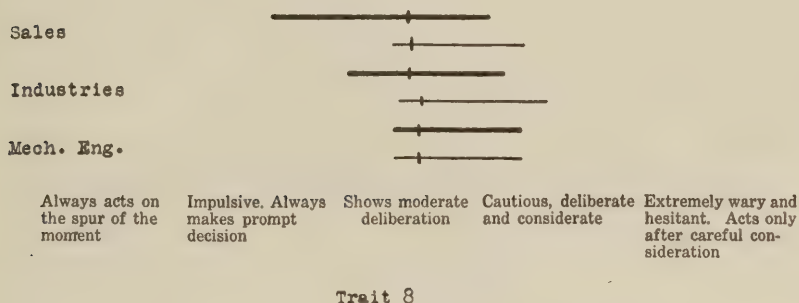 Sales
Industries
Mech. Eng.
Always acts on
the spur of the
moment
Impulsive. Always
makes prompt
decision
Shows moderate
deliberation
Cautious, deliberate
and considerate
Extremely wary and
hesitant. Acts only
after careful con-
sideration
Trait 8